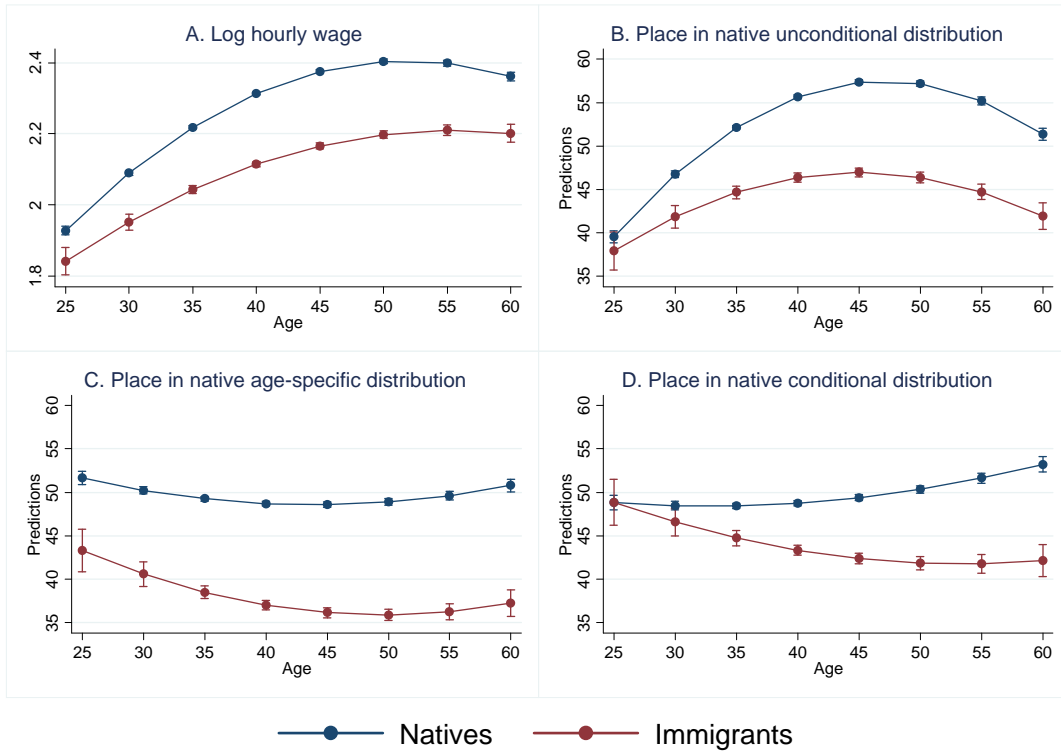 A. Log hourly wage
2.4
2.2
2
1.8
25 30 35 40 45 50 55 60
Age
B. Place in native unconditional distribution
60
55
50
45
40
35
Predictions
25 30 35 40 45 50 55 60
Age
C. Place in native age-specific distribution
60
55
50
45
40
35
Predictions
25 30 35 40 45 50 55 60
Age
D. Place in native conditional distribution
60
55
50
45
40
35
Predictions
25 30 35 40 45 50 55 60
Age
Natives Immigrants